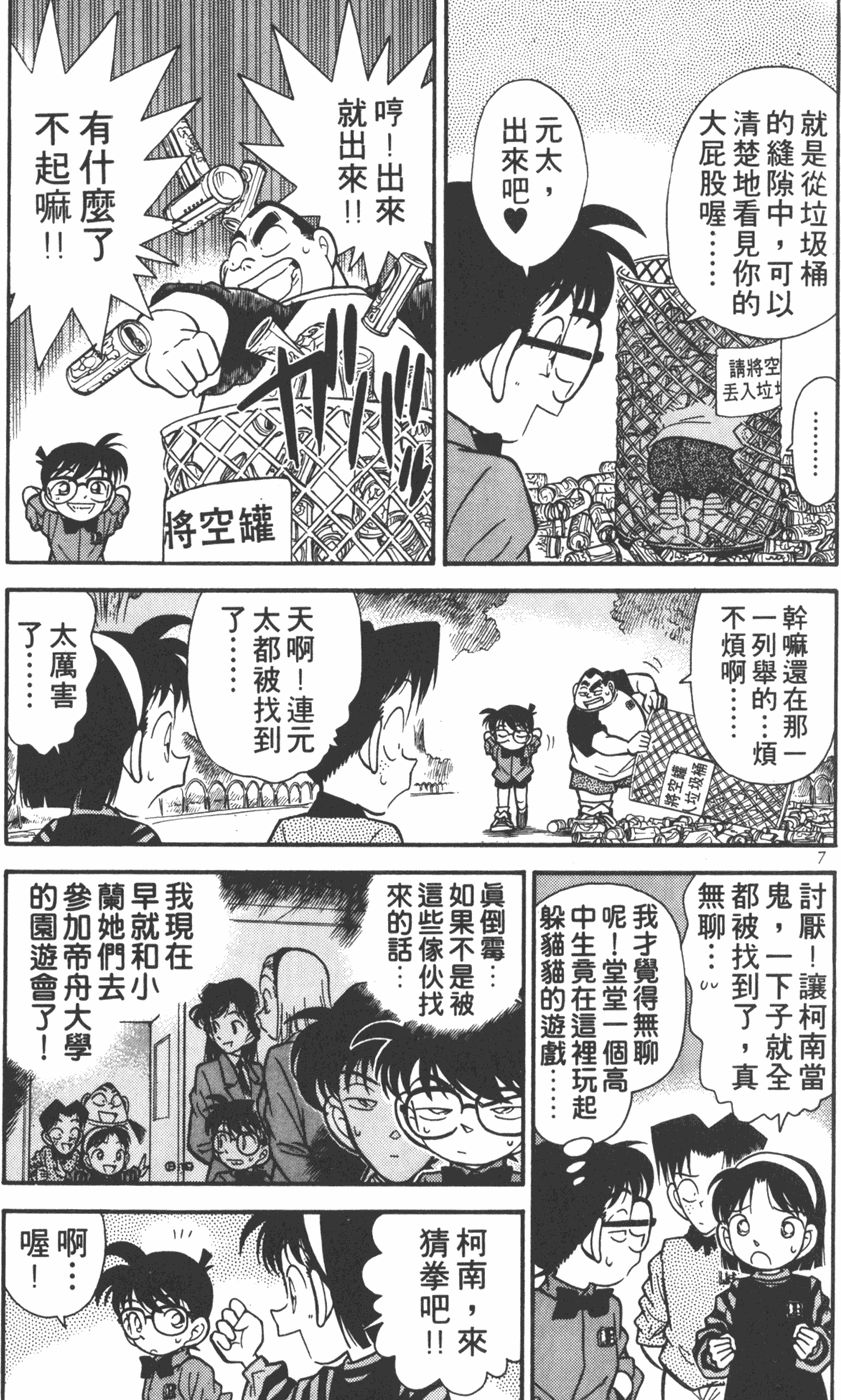 就是從垃圾桶
的縫隙中，可以
清楚地看見你的
大屁股喔……
元太，
出來吧♥
………
請將空
丟入垃圾
哼！出來
就出來!!
有什麼了
不起嘛!!
將空罐
幹嘛還在那一
一列舉的…煩
不煩啊……
將空罐
垃圾桶
天啊！連元
太都被找到
了……
太厲害
了……
7
討厭！讓柯南當
鬼，一下子就全
都被找到了，真
無聊…
我才覺得無聊
呢！堂堂一個高
中生竟在這裡玩起
躲貓貓的遊戲……
眞倒霉…
如果不是被
這些傢伙找
來的話…
我現在
早就和小
蘭她們去
參加帝舟大學
的園遊會了！
柯南，來
猜拳吧!!
啊…
喔！